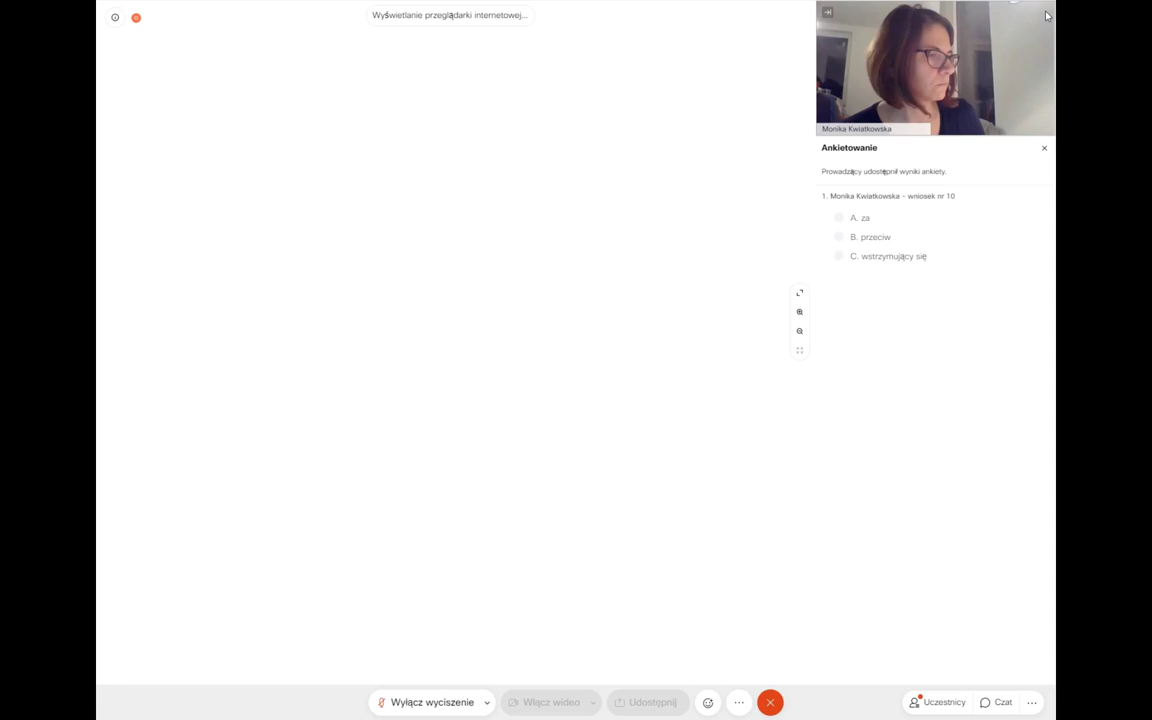 Wyświetlanie przeglądarki internetowej...
Monika Kwiatkowska
Ankietowanie
Prowadzący udostępnił wyniki ankiety.
1. Monika Kwiatkowska - wniosek nr 10
A. za
B. przeciw
C. wstrzymujący się
Wyłącz wyciszenie
Włącz wideo
Udostępnij
Uczestnicy
Czat